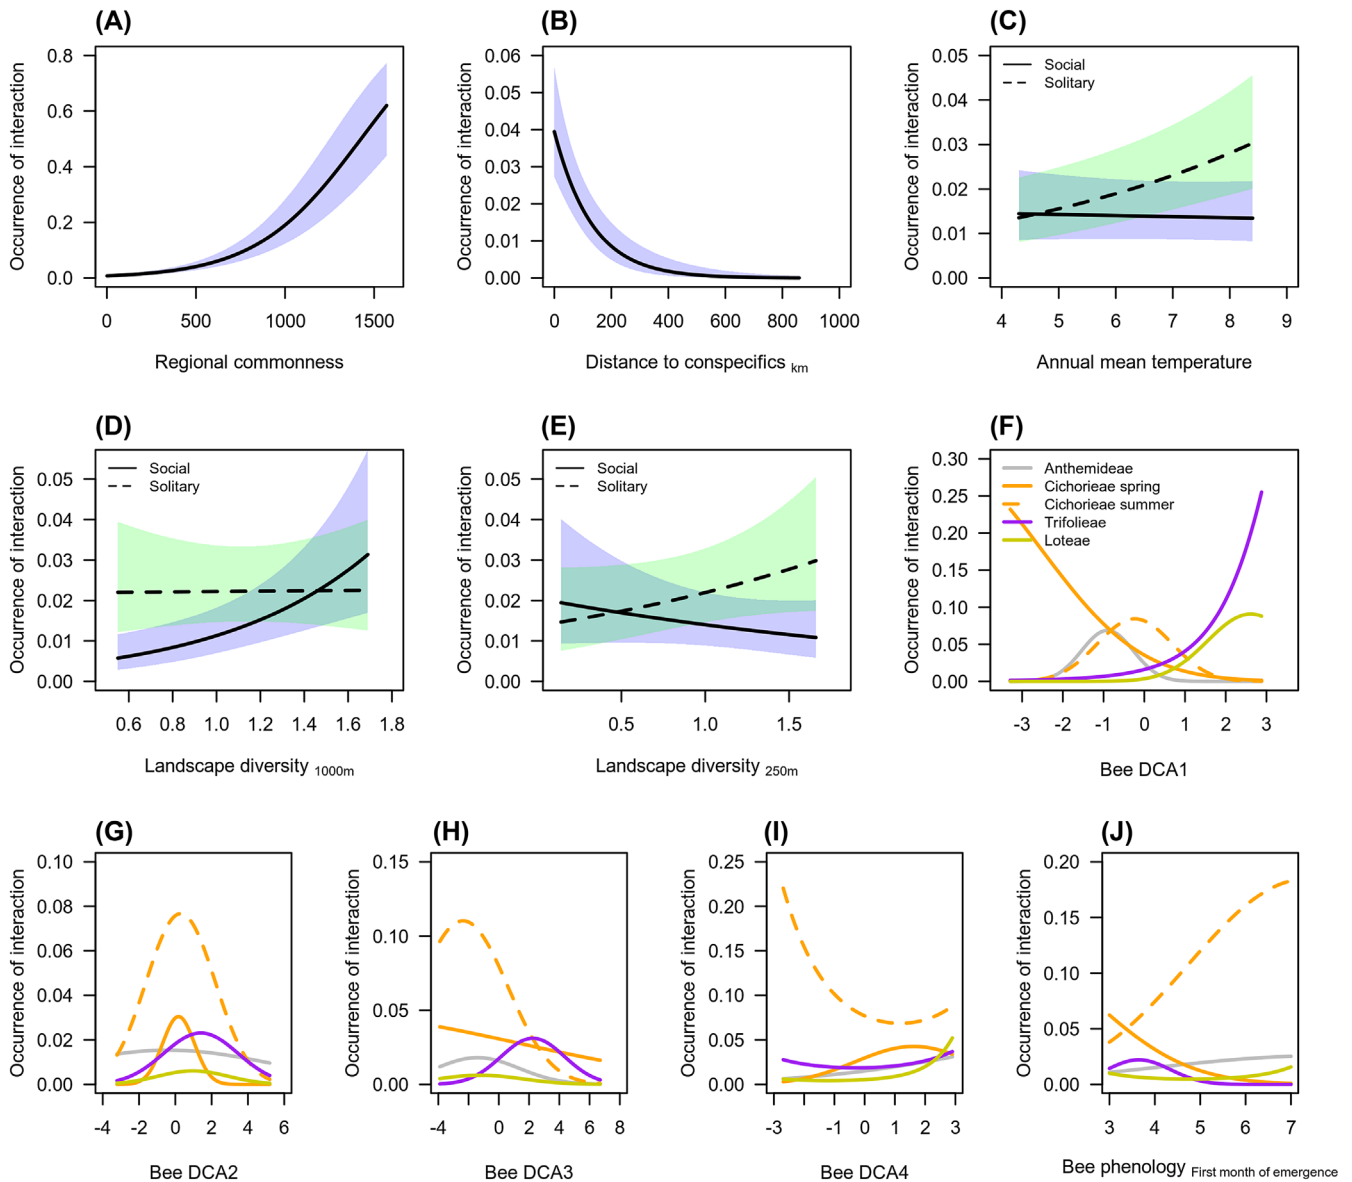 (A)
Occurrence of interaction
0.8
0.6
0.4
0.2
0.0
0 500 1000 1500
Regional commonness
(B)
Occurrence of interaction
0.06
0.05
0.04
0.03
0.02
0.01
0.00
0 200 400 600 800 1000
Distance to conspecifics km
(C)
Occurrence of interaction
0.05
0.04
0.03
0.02
0.01
0.00
Social
Solitary
4 5 6 7 8 9
Annual mean temperature
(D)
Occurrence of interaction
0.05
0.04
0.03
0.02
0.01
0.00
Social
Solitary
0.6 0.8 1.0 1.2 1.4 1.6 1.8
Landscape diversity 1000m
(E)
Occurrence of interaction
0.05
0.04
0.03
0.02
0.01
0.00
Social
Solitary
0.5 1.0 1.5
Landscape diversity 250m
(F)
Occurrence of interaction
0.30
0.25
0.20
0.15
0.10
0.05
0.00
Anthemideae
Cichorieae spring
Cichorieae summer
Trifolieae
Loteae
-3 -2 -1 0 1 2 3
Bee DCA1
(G)
Occurrence of interaction
0.10
0.08
0.06
0.04
0.02
0.00
-4 -2 0 2 4 6
Bee DCA2
(H)
Occurrence of interaction
0.15
0.10
0.05
0.00
-4 0 2 4 6 8
Bee DCA3
(I)
Occurrence of interaction
0.25
0.20
0.15
0.10
0.05
0.00
-3 -1 0 1 2 3
Bee DCA4
(J)
Occurrence of interaction
0.20
0.15
0.10
0.05
0.00
3 4 5 6 7
Bee phenology First month of emergence